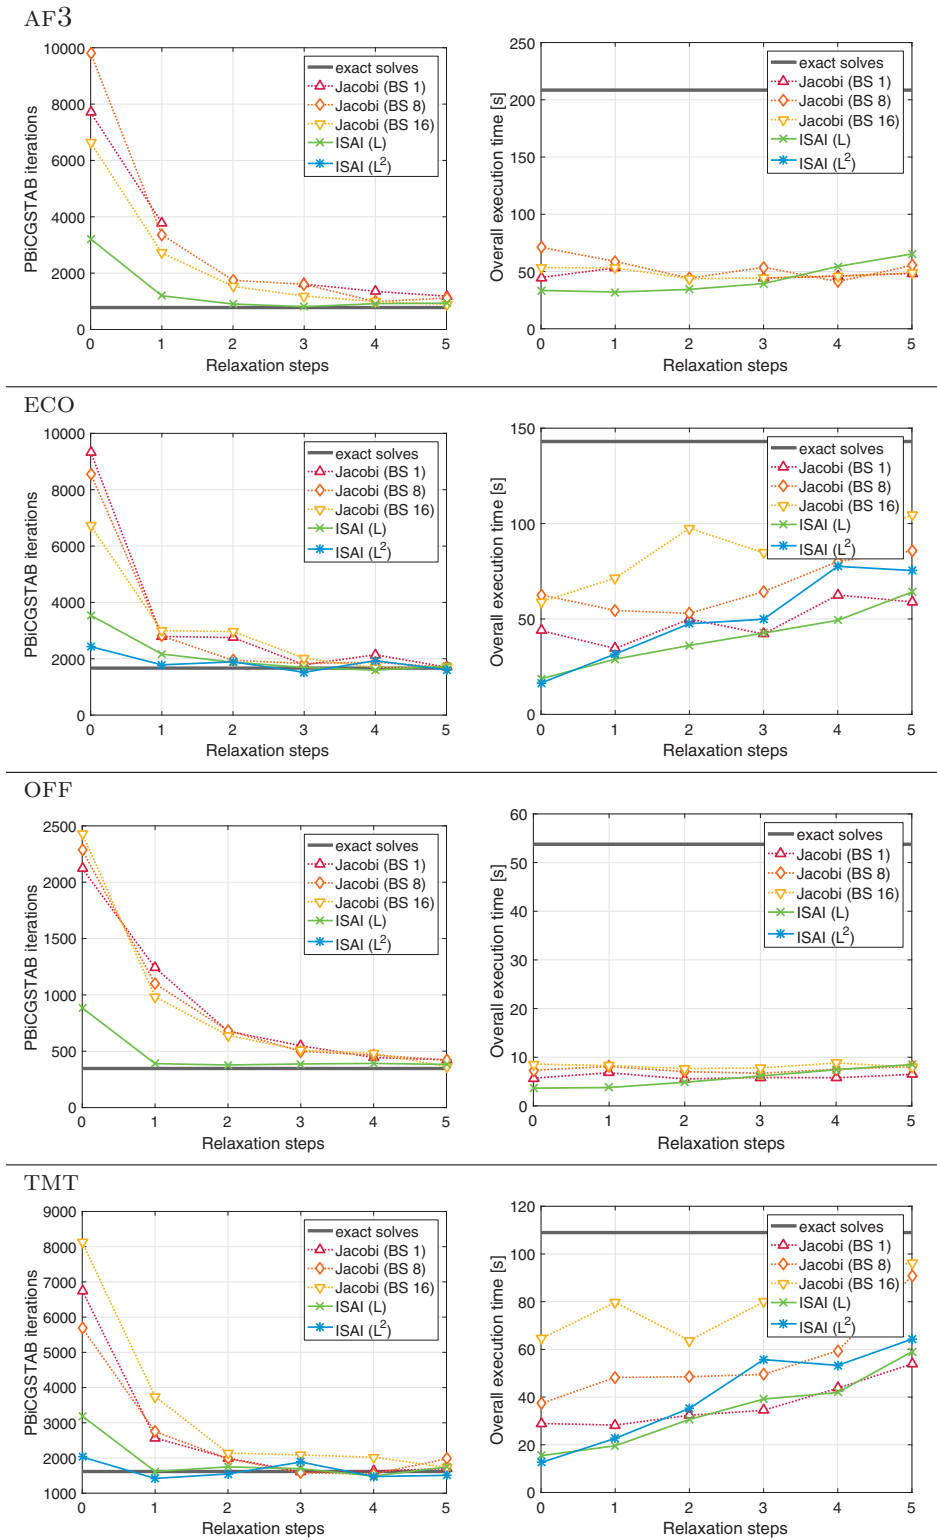 AF3
10000
8000
6000
4000
2000
0
PBiCGSTAB iterations
0 1 2 3 4 5
Relaxation steps
exact solves
Jacobi (BS 1)
Jacobi (BS 8)
Jacobi (BS 16)
ISAI (L)
ISAI (L²)
250
200
150
100
50
0
Overall execution time [s]
0 1 2 3 4 5
Relaxation steps
exact solves
Jacobi (BS 1)
Jacobi (BS 8)
Jacobi (BS 16)
ISAI (L)
ISAI (L²)
ECO
10000
8000
6000
4000
2000
0
PBiCGSTAB iterations
0 1 2 3 4 5
Relaxation steps
exact solves
Jacobi (BS 1)
Jacobi (BS 8)
Jacobi (BS 16)
ISAI (L)
ISAI (L²)
150
100
50
0
Overall execution time [s]
0 1 2 3 4 5
Relaxation steps
exact solves
Jacobi (BS 1)
Jacobi (BS 8)
Jacobi (BS 16)
ISAI (L)
ISAI (L²)
OFF
2500
2000
1500
1000
500
0
PBiCGSTAB iterations
0 1 2 3 4 5
Relaxation steps
exact solves
Jacobi (BS 1)
Jacobi (BS 8)
Jacobi (BS 16)
ISAI (L)
ISAI (L²)
60
50
40
30
20
10
0
Overall execution time [s]
0 1 2 3 4 5
Relaxation steps
exact solves
Jacobi (BS 1)
Jacobi (BS 8)
Jacobi (BS 16)
ISAI (L)
ISAI (L²)
TMT
9000
8000
7000
6000
5000
4000
3000
2000
1000
PBiCGSTAB iterations
0 1 2 3 4 5
Relaxation steps
exact solves
Jacobi (BS 1)
Jacobi (BS 8)
Jacobi (BS 16)
ISAI (L)
ISAI (L²)
120
100
80
60
40
20
0
Overall execution time [s]
0 1 2 3 4 5
Relaxation steps
exact solves
Jacobi (BS 1)
Jacobi (BS 8)
Jacobi (BS 16)
ISAI (L)
ISAI (L²)